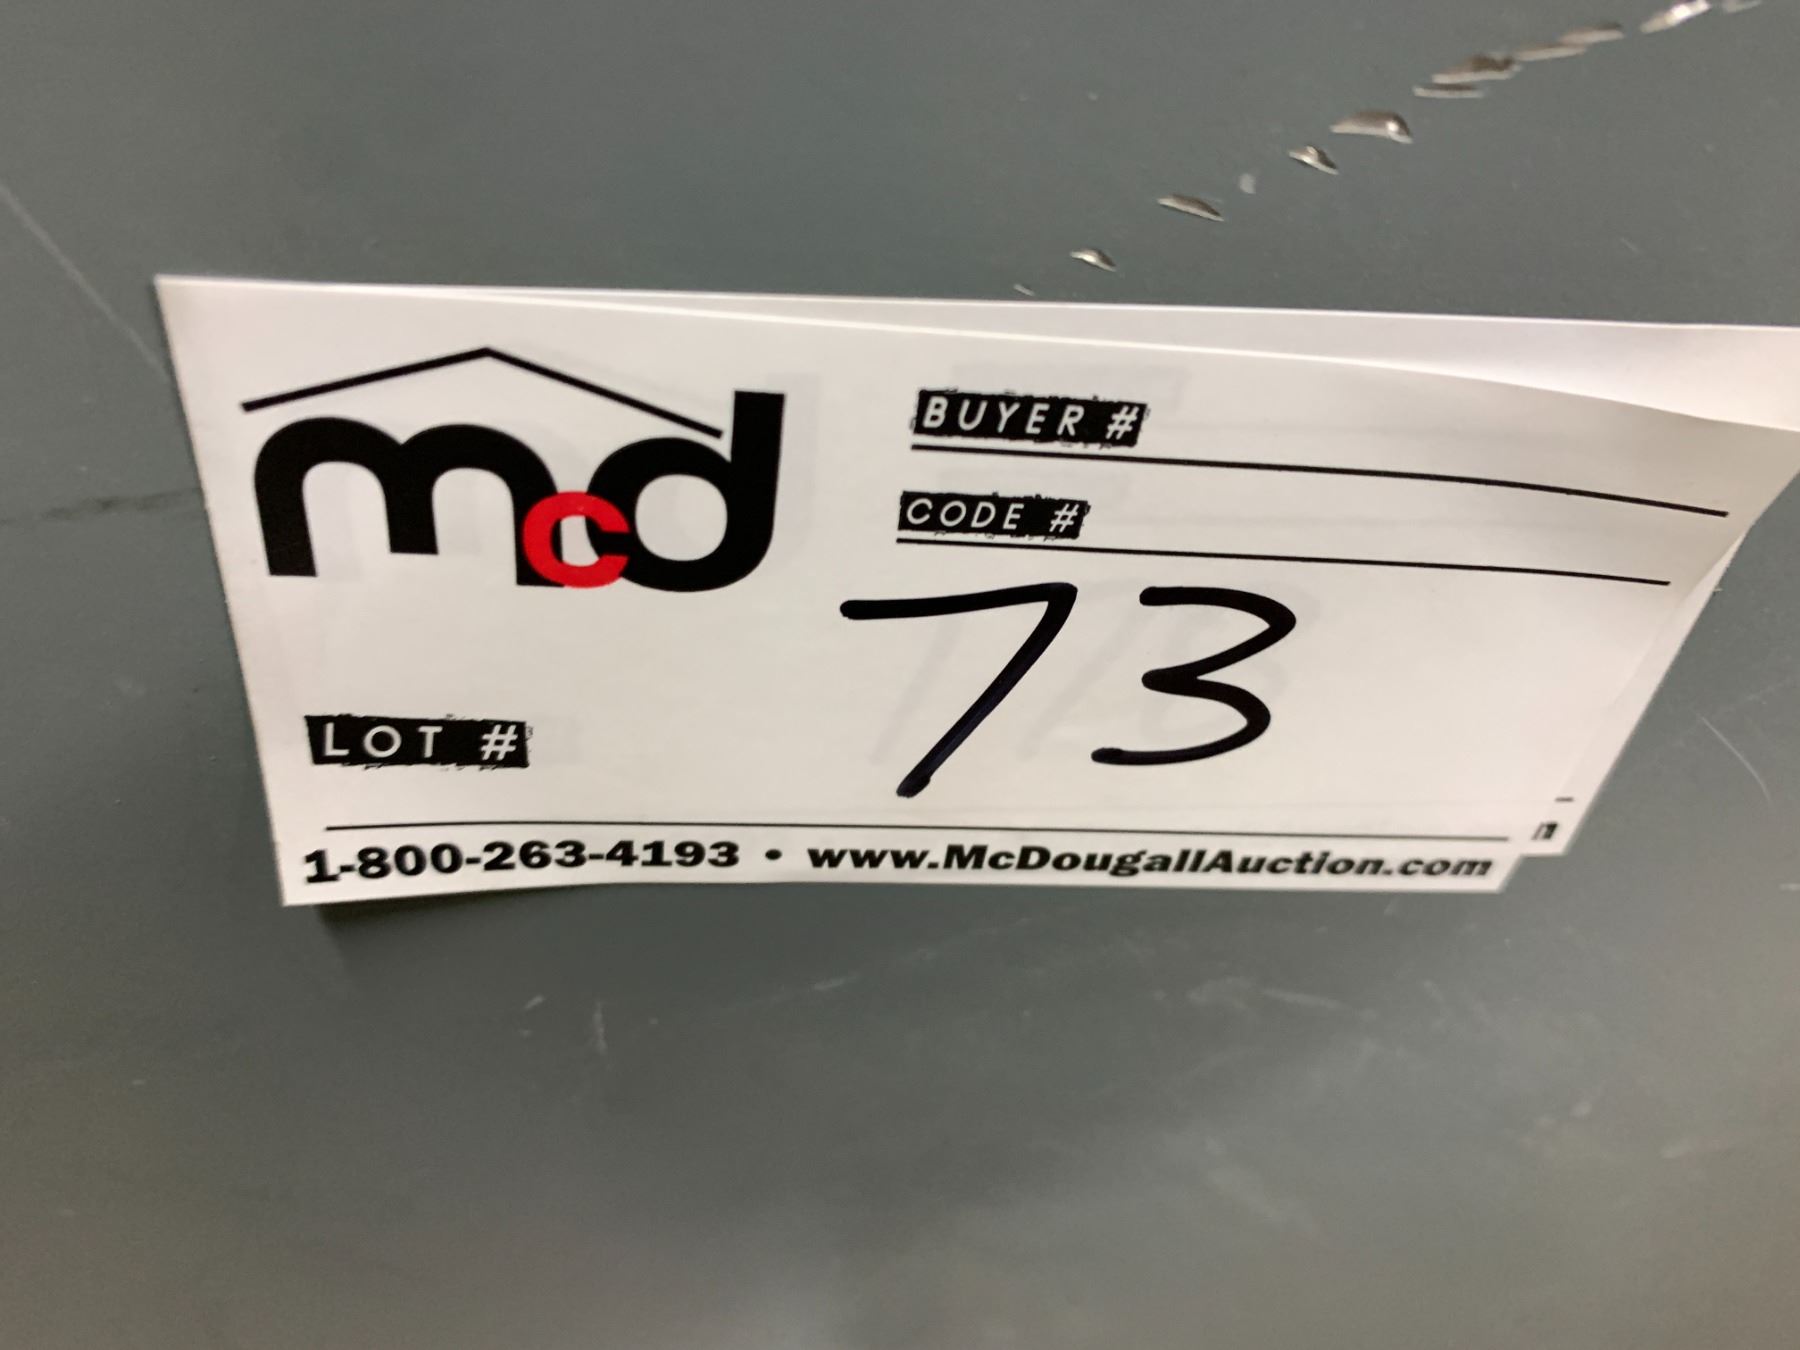 mcd
BUYER #
CODE #
73
LOT #
1-800-263-4193 • www.McDougallAuction.com